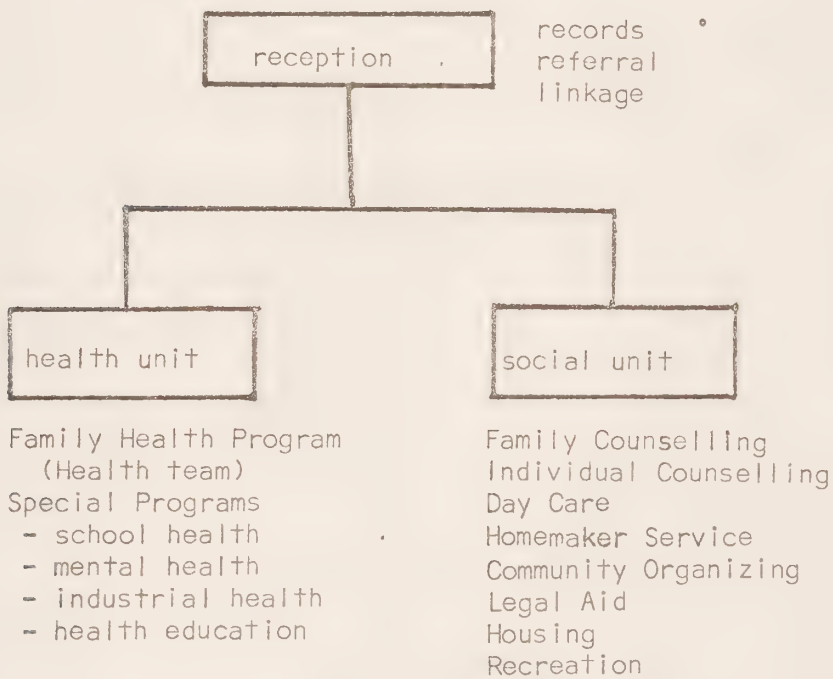 reception
records
referral
linkage
health unit
social unit
Family Health Program
(Health team)
Special Programs
- school health
- mental health
- industrial health
- health education
Family Counselling
Individual Counselling
Day Care
Homemaker Service
Community Organizing
Legal Aid
Housing
Recreation